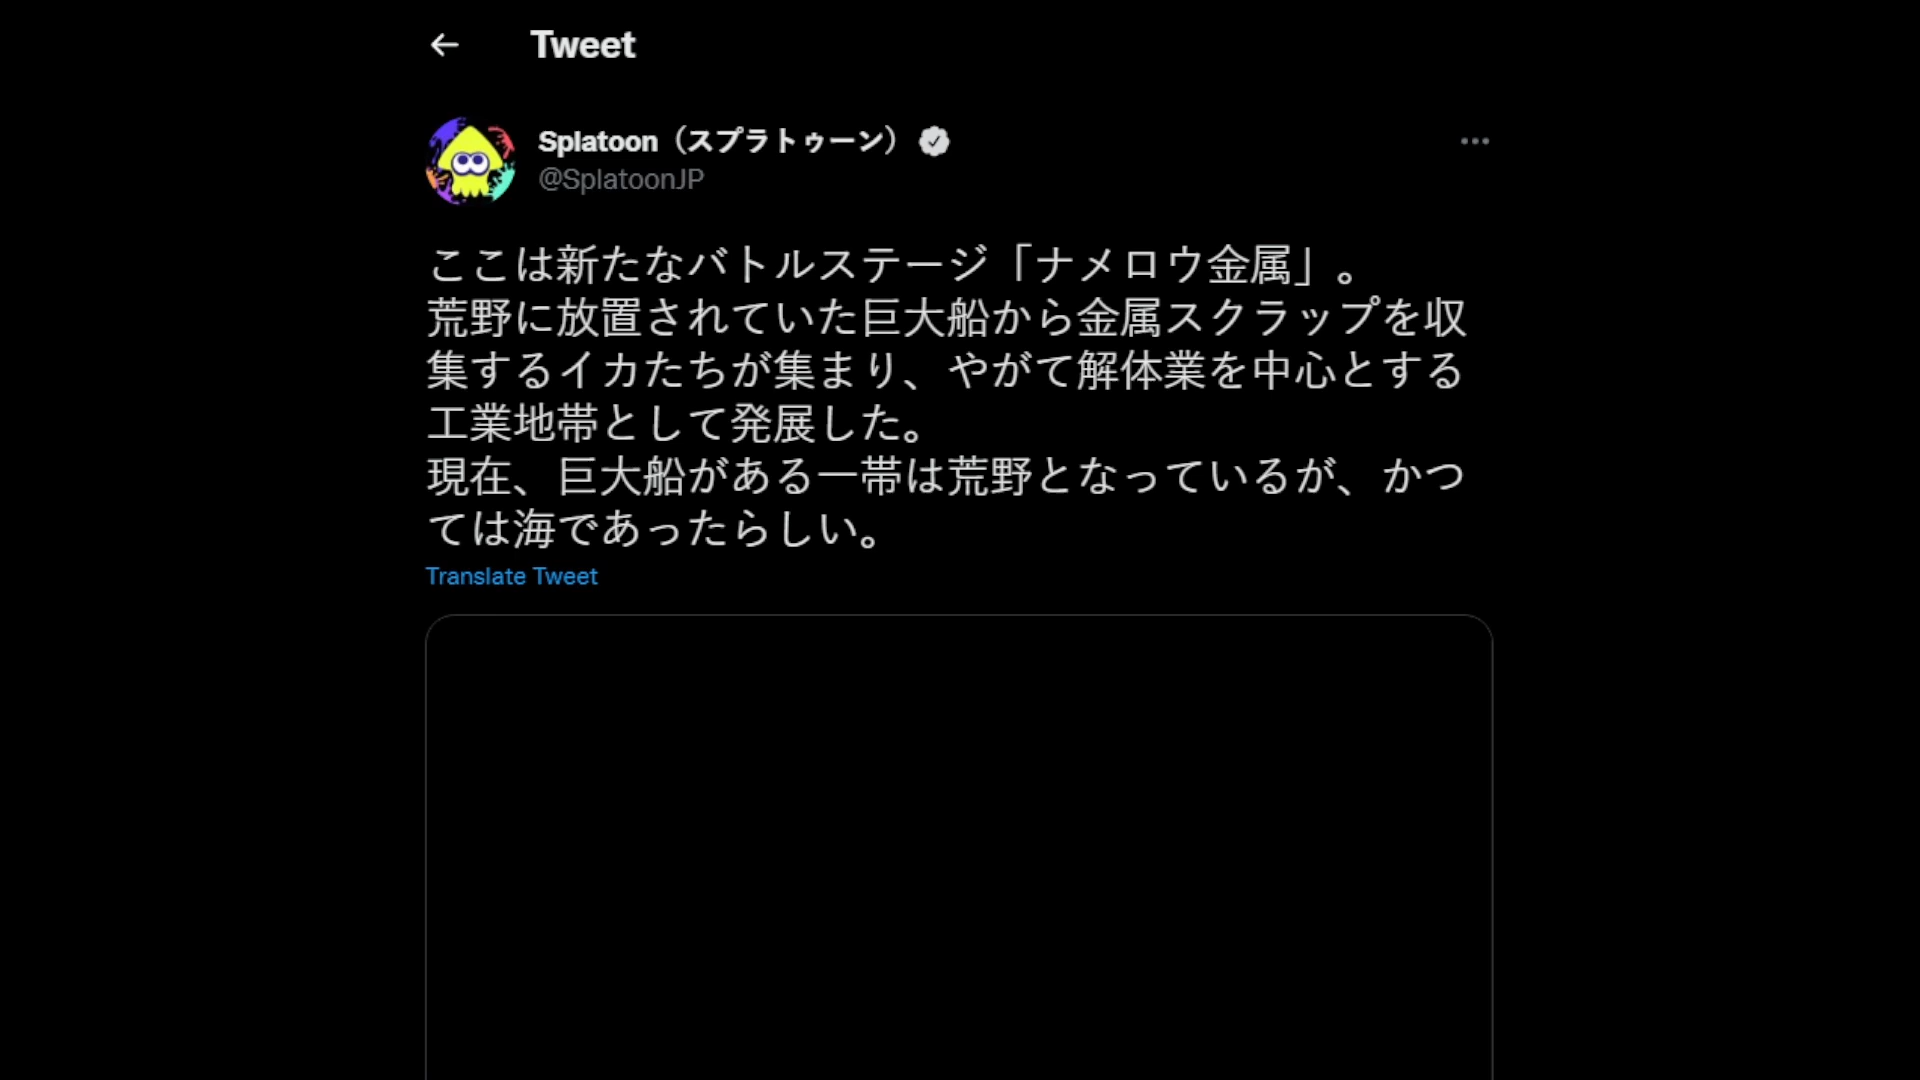 Tweet
Splatoon（スプラトゥーン）
@SplatoonJP
ここは新たなバトルステージ「ナメロウ金属」。
荒野に放置されていた巨大船から金属スクラップを収
集するイカたちが集まり、やがて解体業を中心とする
工業地帯として発展した。
現在、巨大船がある一帯は荒野となっているが、かつ
ては海であったらしい。
Translate Tweet